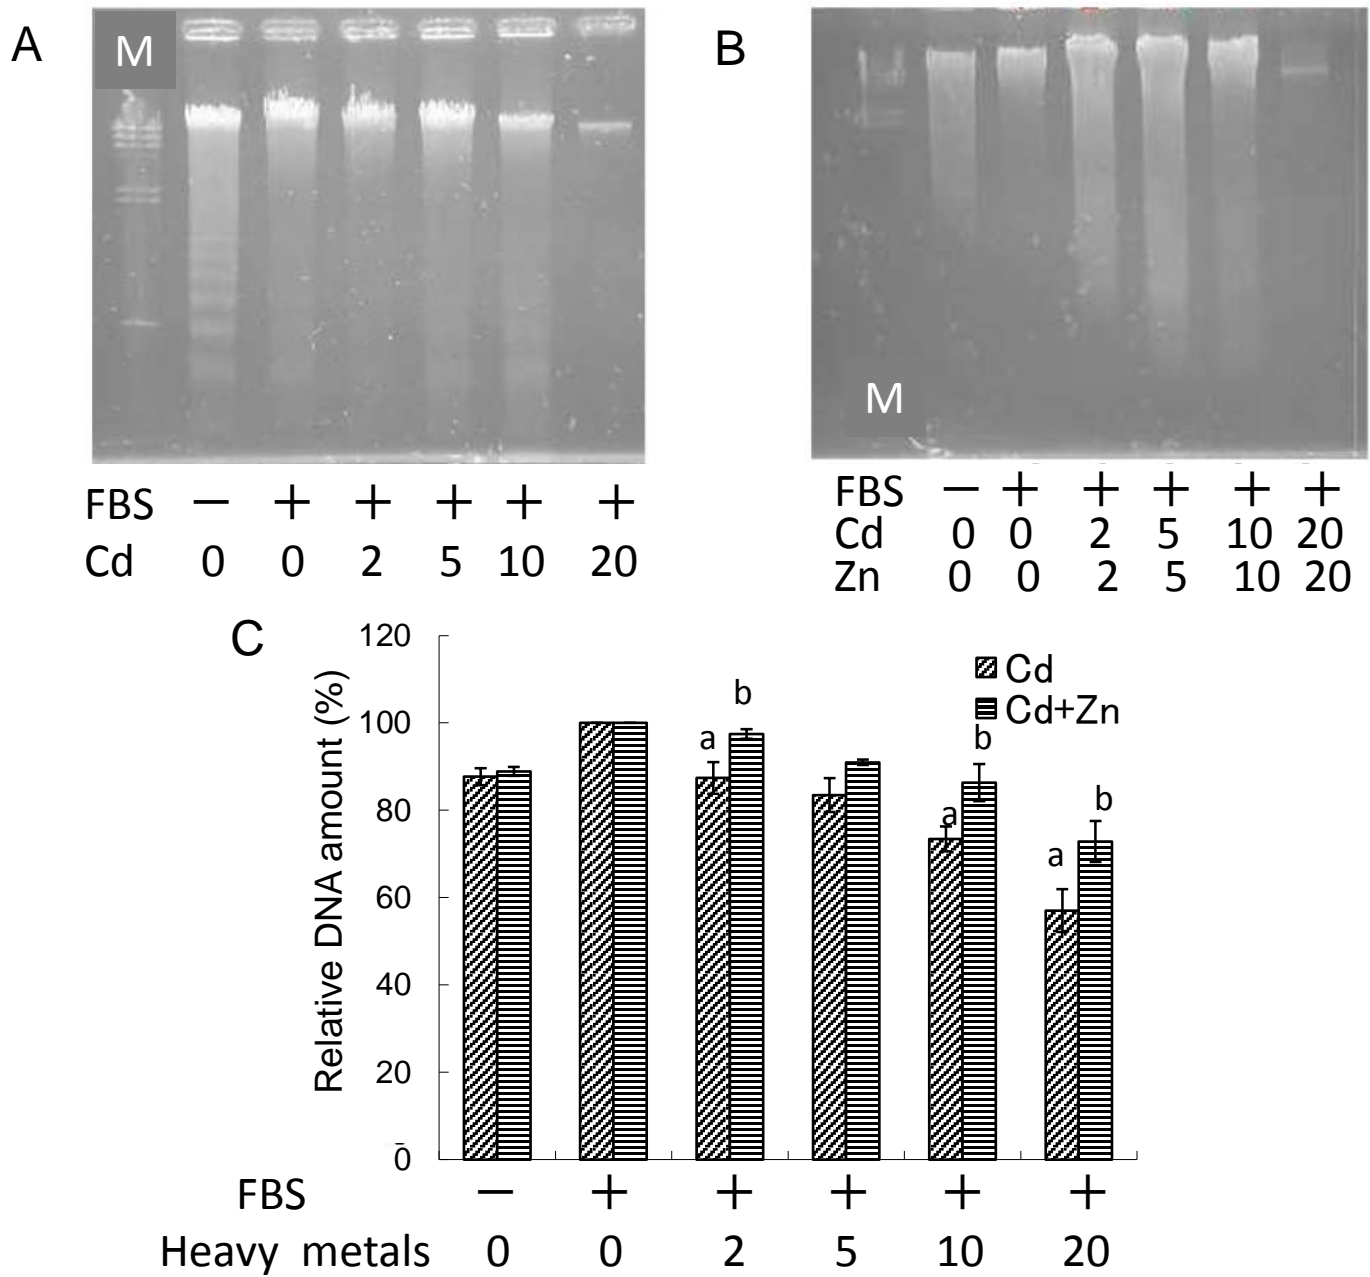 A
M
FBS − + + + + +
Cd 0 0 2 5 10 20
B
M
FBS − + + + + +
Cd 0 0 2 5 10 20
Zn 0 0 2 5 10 20
C
Relative DNA amount (%)
120
100
80
60
40
20
0
Cd
Cd+Zn
a b
a b
a b
FBS − + + + + +
Heavy metals 0 0 2 5 10 20